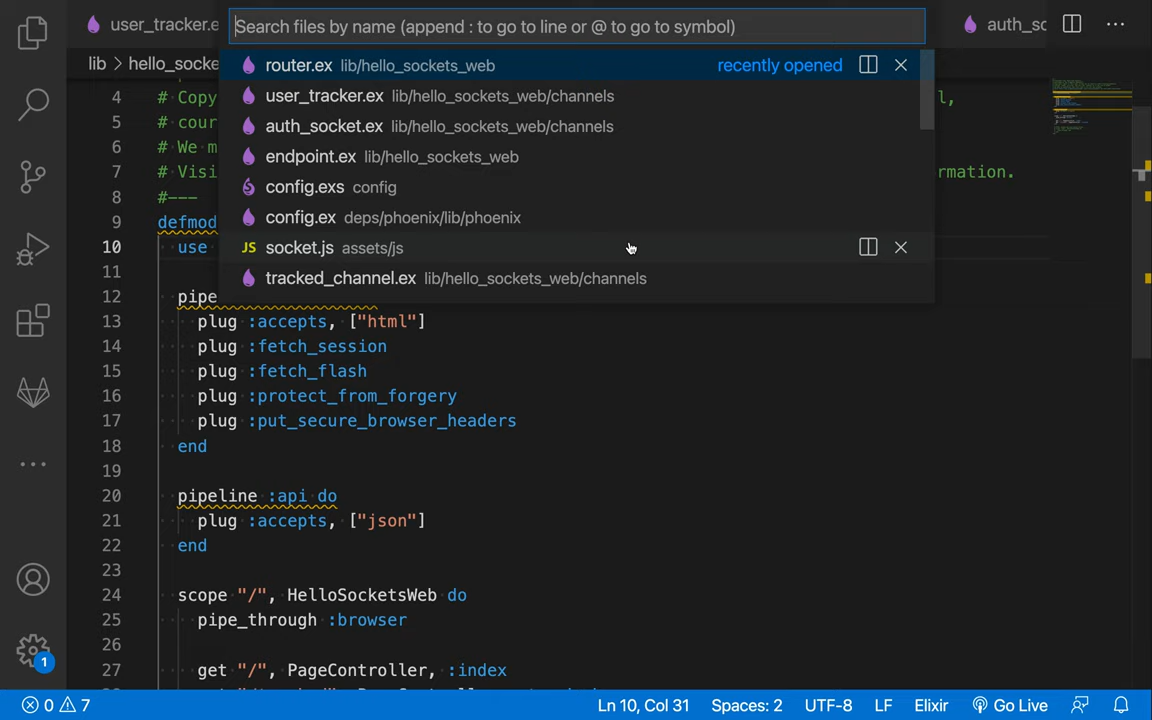 user_tracker.e
Search files by name (append : to go to line or @ to go to symbol)
auth_sc
lib > hello_socke
router.ex lib/hello_sockets_web recently opened
user_tracker.ex lib/hello_sockets_web/channels
auth_socket.ex lib/hello_sockets_web/channels
endpoint.ex lib/hello_sockets_web
config.exs config
config.ex deps/phoenix/lib/phoenix
JS socket.js assets/js
tracked_channel.ex lib/hello_sockets_web/channels
4 # Copy l,
5 # cour
6 # We m
7 # Visi rmation.
8 #---
9 defmod
10 use
11
12 pipe
13 plug :accepts, ["html"]
14 plug :fetch_session
15 plug :fetch_flash
16 plug :protect_from_forgery
17 plug :put_secure_browser_headers
18 end
19
20 pipeline :api do
21 plug :accepts, ["json"]
22 end
23
24 scope "/", HelloSocketsWeb do
25 pipe_through :browser
26
27 get "/", PageController, :index
1
0 7 Ln 10, Col 31 Spaces: 2 UTF-8 LF Elixir Go Live